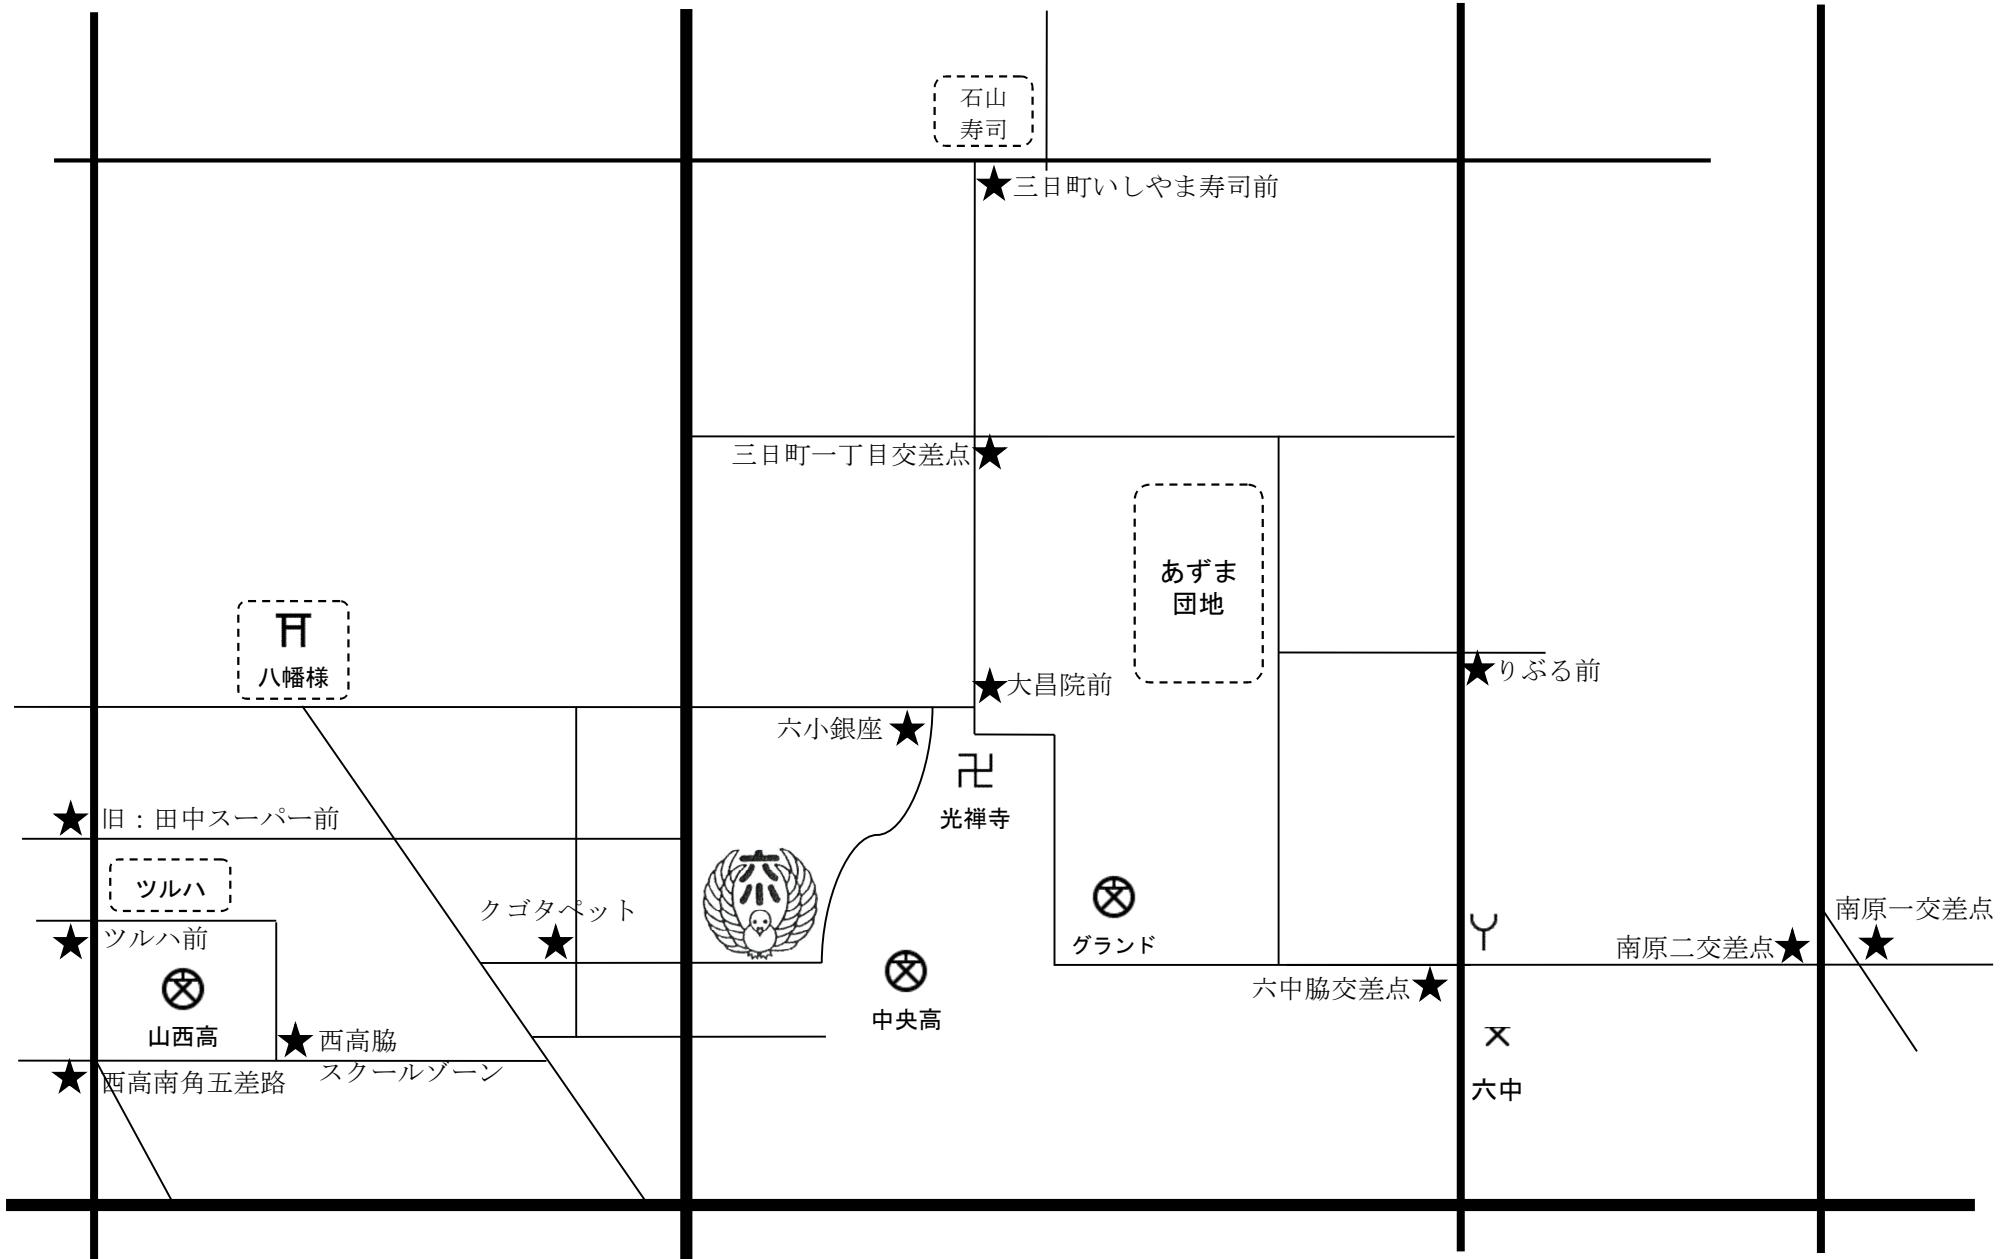 石山
寿司
三日町いしやま寿司前
三日町一丁目交差点
あずま
団地
八幡様
大昌院前
りぶる前
六小銀座
光禅寺
旧：田中スーパー前
ツルハ
六小
クゴタペット
グランド
南原一交差点
ツルハ前
南原二交差点
文
文
文
山西高
中央高
六中脇交差点
西高脇
スクールゾーン
西高南角五差路
六中